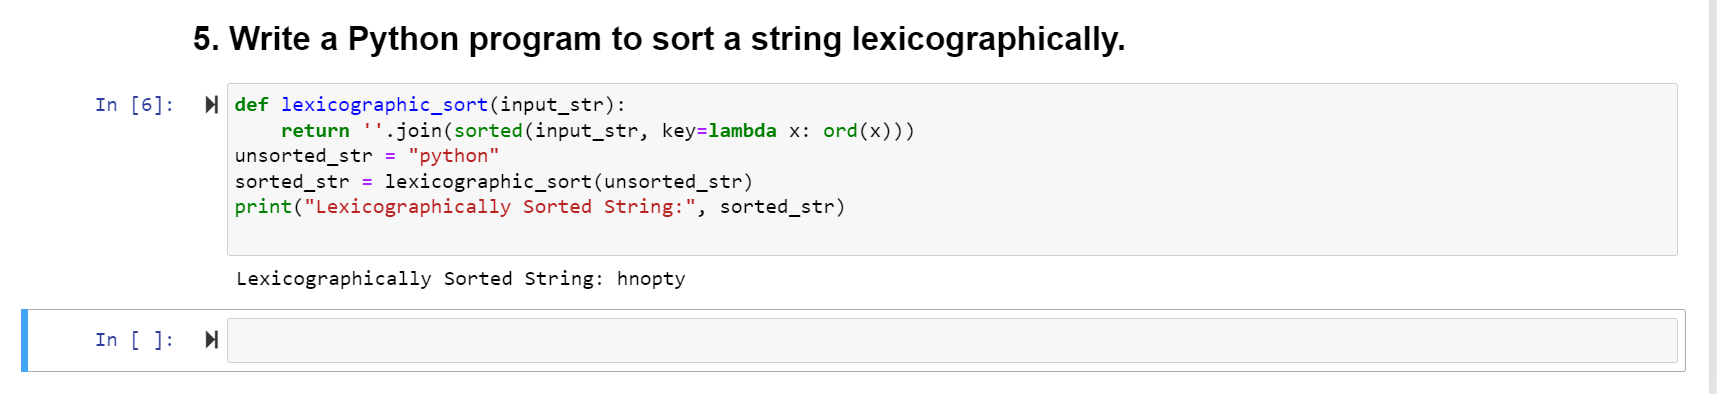 5. Write a Python program to sort a string lexicographically.
In [6]:
def lexicographic_sort(input_str):
    return ''.join(sorted(input_str, key=lambda x: ord(x)))
unsorted_str = "python"
sorted_str = lexicographic_sort(unsorted_str)
print("Lexicographically Sorted String:", sorted_str)
Lexicographically Sorted String: hnopty
In [ ]: